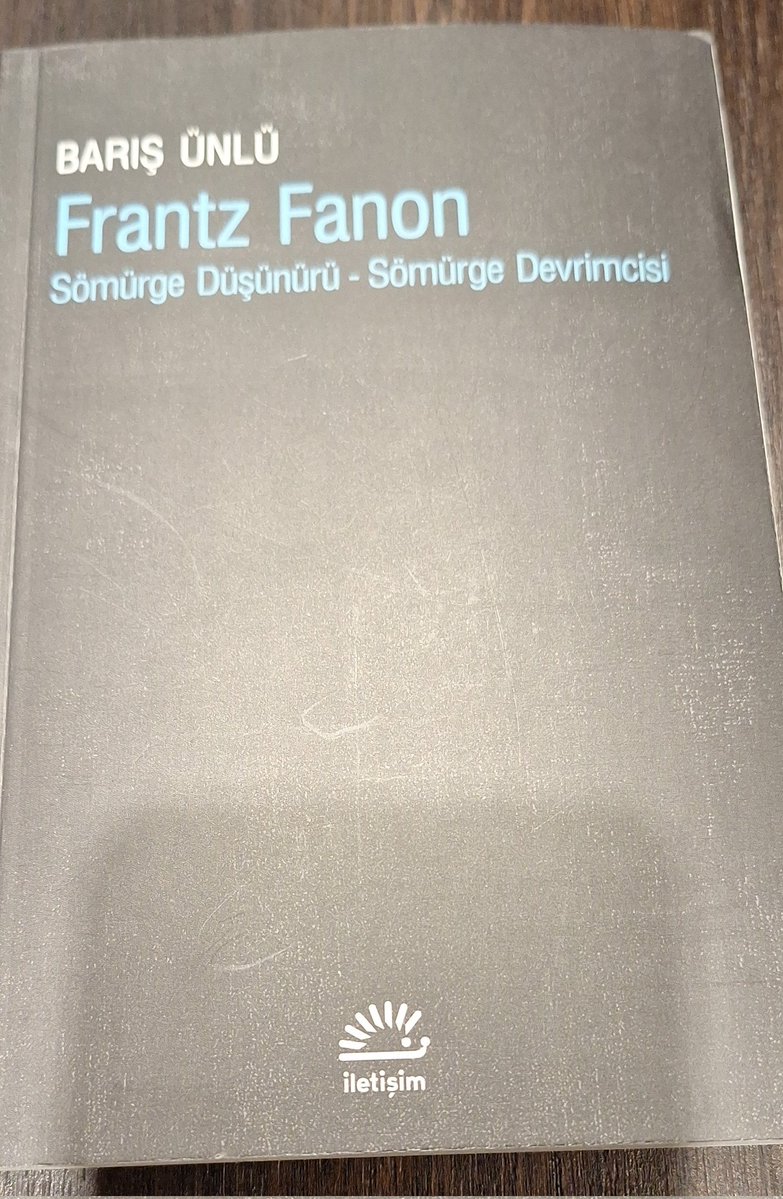 BARIŞ ÜNLÜ
Frantz Fanon
Sömürge Düşünürü - Sömürge Devrimcisi
iletişim